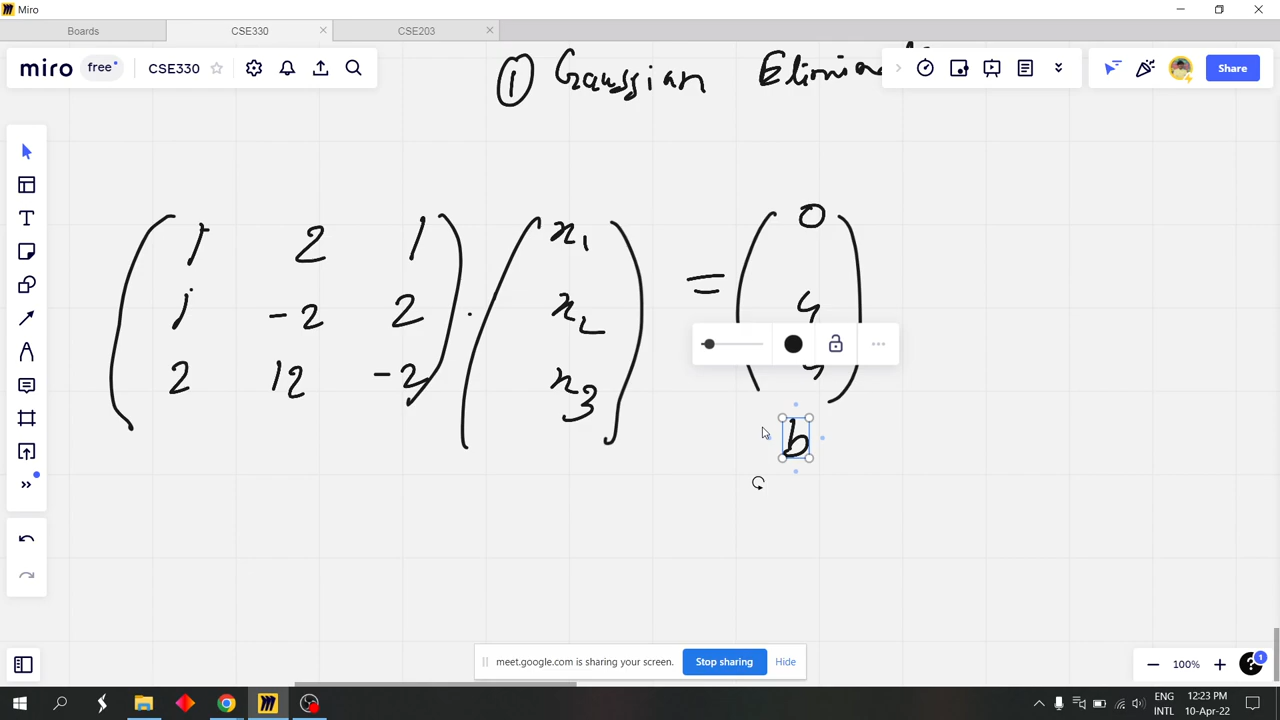 Miro
Boards
CSE330
CSE203
miro
free
CSE330
Share
① Gaussian
1 2 1
1 -2 2
2 12 -2
.
x1
x2
x3
=
0
4
b
meet.google.com is sharing your screen.
Stop sharing
Hide
100%
1
ENG
INTL
12:23 PM
10-Apr-22